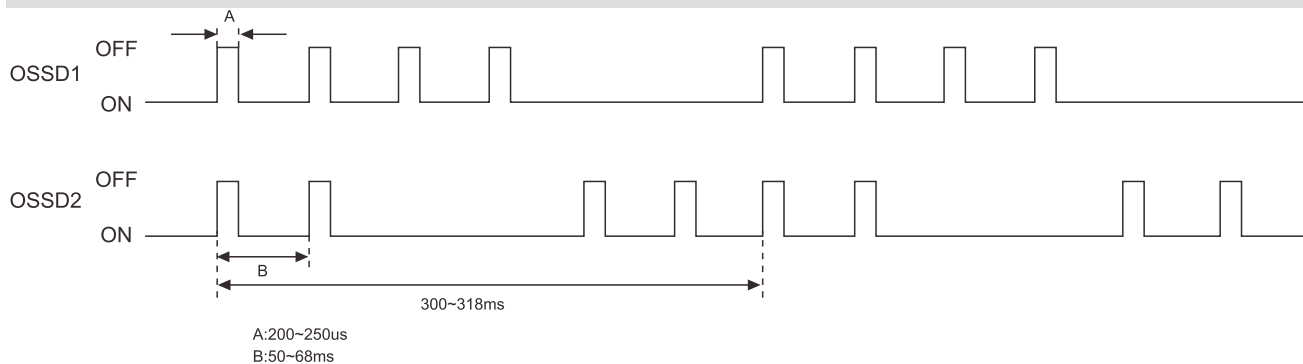 A
OFF
OSSD1
ON
OFF
OSSD2
ON
B
300~318ms
A:200~250us
B:50~68ms